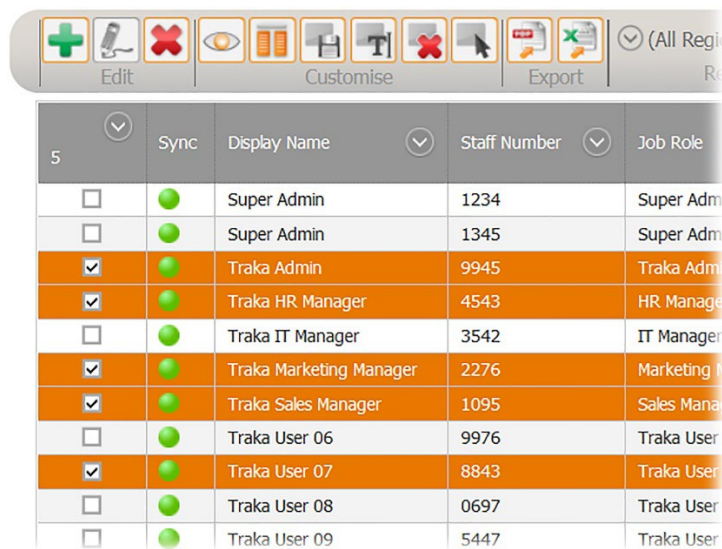 (All Regi
Edit Customise Export Re
5 Sync Display Name Staff Number Job Role
Super Admin 1234 Super Adm
Super Admin 1345 Super Adm
Traka Admin 9945 Traka Adm
Traka HR Manager 4543 HR Manage
Traka IT Manager 3542 IT Manager
Traka Marketing Manager 2276 Marketing M
Traka Sales Manager 1095 Sales Mana
Traka User 06 9976 Traka User
Traka User 07 8843 Traka User
Traka User 08 0697 Traka User
Traka User 09 5447 Traka User